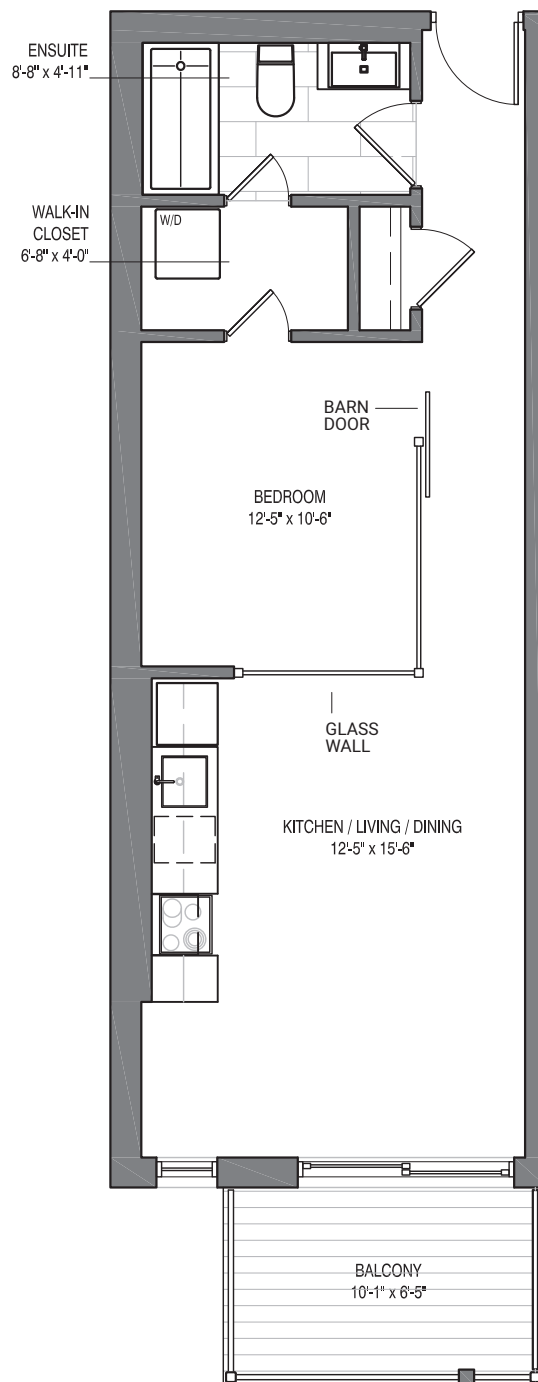 ENSUITE
8'-8" x 4'-11"
WALK-IN
CLOSET
6'-8" x 4'-0"
W/D
BARN
DOOR
BEDROOM
12'-5" x 10'-6"
GLASS
WALL
KITCHEN / LIVING / DINING
12'-5" x 15'-6"
BALCONY
10'-1" x 6'-5"